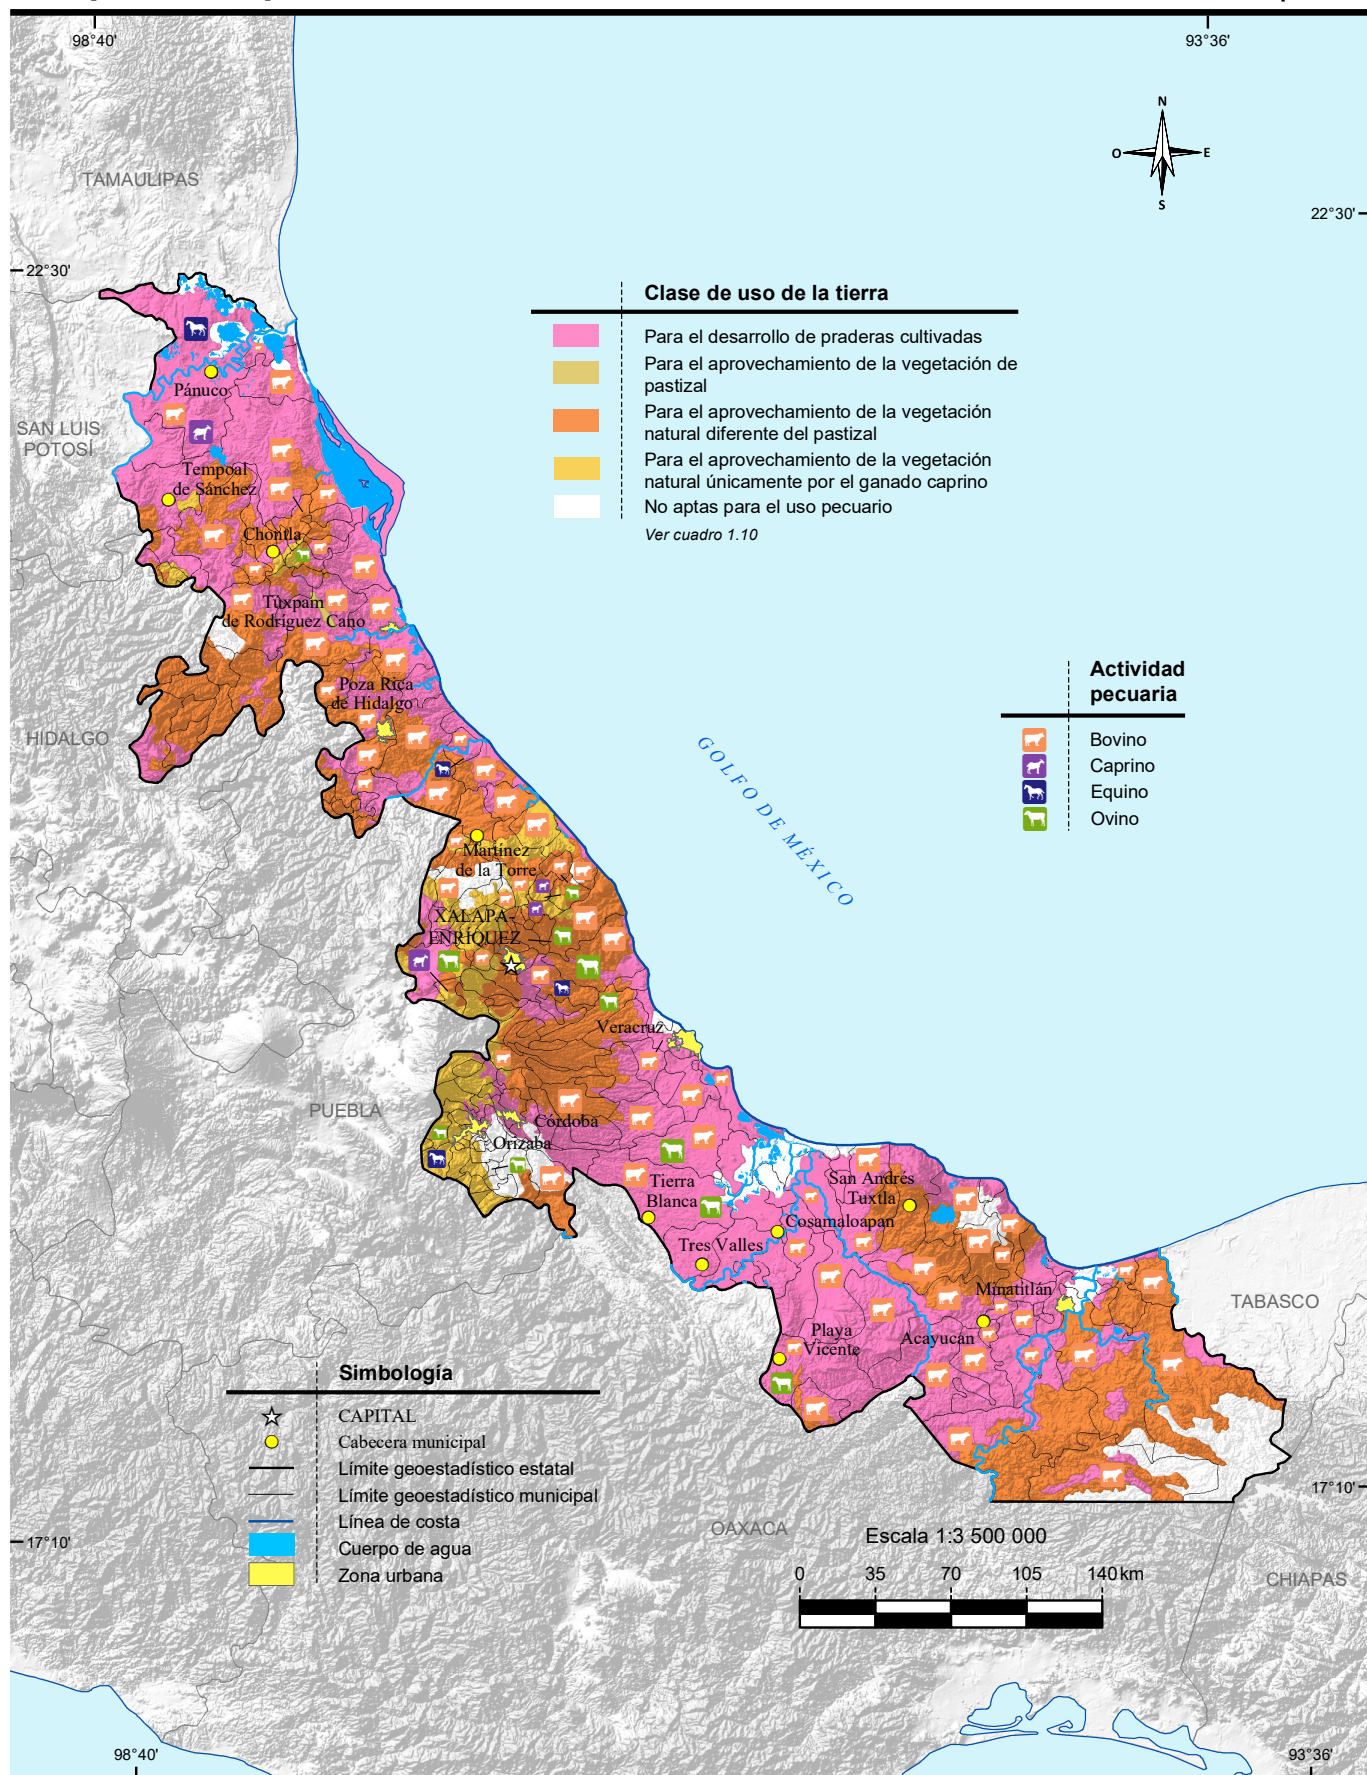 98°40'
93°36'
N
O
E
S
TAMAULIPAS
22°30'
22°30'
Clase de uso de la tierra
Para el desarrollo de praderas cultivadas
Para el aprovechamiento de la vegetación de
pastizal
Para el aprovechamiento de la vegetación
natural diferente del pastizal
Para el aprovechamiento de la vegetación
natural únicamente por el ganado caprino
No aptas para el uso pecuario
Ver cuadro 1.10
Pánuco
SAN LUIS
POTOSÍ
Tempoal
de Sánchez
Chontla
Túxpam
de Rodríguez Cano
Poza Rica
de Hidalgo
HIDALGO
Actividad
pecuaria
Bovino
Caprino
Equino
Ovino
GOLFO DE MÉXICO
Martínez
de la Torre
XALAPA-
ENRÍQUEZ
Veracruz
PUEBLA
Córdoba
Orizaba
Tierra
Blanca
San Andrés
Tuxtla
Cosamaloapan
Tres Valles
Minatitlán
TABASCO
Playa
Vicente
Acayucan
Simbología
CAPITAL
Cabecera municipal
Límite geoestadístico estatal
Límite geoestadístico municipal
Línea de costa
Cuerpo de agua
Zona urbana
17°10'
17°10'
OAXACA
Escala 1:3 500 000
0 35 70 105 140 km
CHIAPAS
98°40'
93°36'